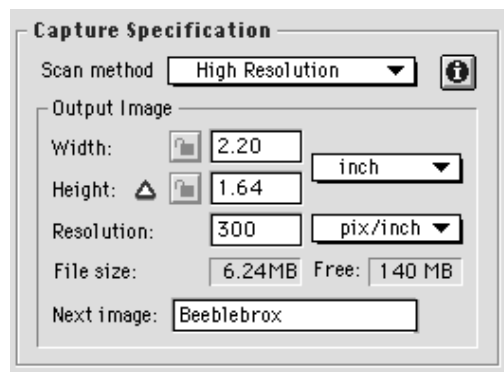 Capture Specification
Scan method High Resolution
Output Image
Width: 2.20
inch
Height: 1.64
Resolution: 300 pix/inch
File size: 6.24MB Free: 140 MB
Next image: Beeblebrox